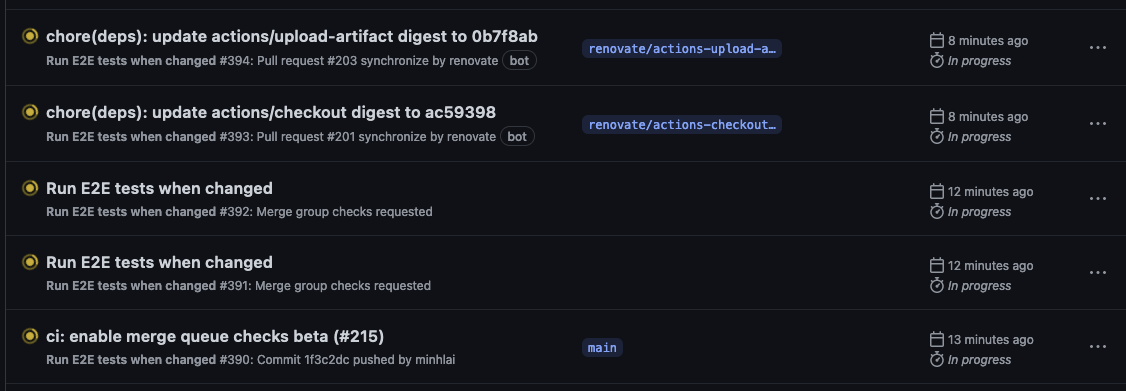 chore(deps): update actions/upload-artifact digest to 0b7f8ab
Run E2E tests when changed #394: Pull request #203 synchronize by renovate bot
renovate/actions-upload-a…
8 minutes ago
In progress
chore(deps): update actions/checkout digest to ac59398
Run E2E tests when changed #393: Pull request #201 synchronize by renovate bot
renovate/actions-checkout…
8 minutes ago
In progress
Run E2E tests when changed
Run E2E tests when changed #392: Merge group checks requested
12 minutes ago
In progress
Run E2E tests when changed
Run E2E tests when changed #391: Merge group checks requested
12 minutes ago
In progress
ci: enable merge queue checks beta (#215)
Run E2E tests when changed #390: Commit 1f3c2dc pushed by minhlai
main
13 minutes ago
In progress